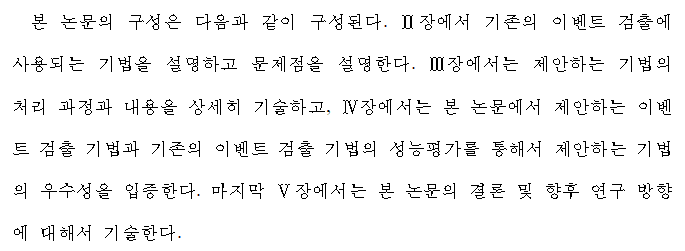 본 논문의 구성은 다음과 같이 구성된다. Ⅱ장에서 기존의 이벤트 검출에
사용되는 기법을 설명하고 문제점을 설명한다. Ⅲ장에서는 제안하는 기법의
처리 과정과 내용을 상세히 기술하고, Ⅳ장에서는 본 논문에서 제안하는 이벤
트 검출 기법과 기존의 이벤트 검출 기법의 성능평가를 통해서 제안하는 기법
의 우수성을 입증한다. 마지막 Ⅴ장에서는 본 논문의 결론 및 향후 연구 방향
에 대해서 기술한다.